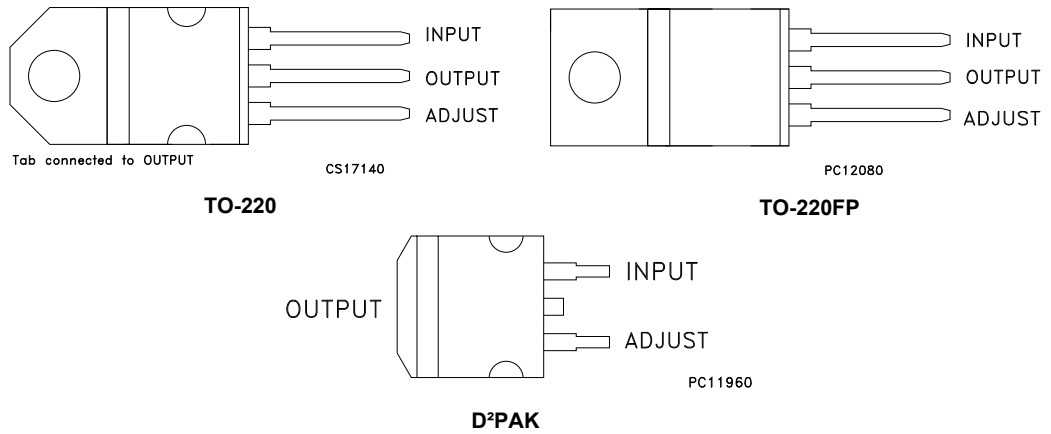 INPUT
OUTPUT
ADJUST
Tab connected to OUTPUT
CS17140
TO-220
INPUT
OUTPUT
ADJUST
PC12080
TO-220FP
OUTPUT
INPUT
ADJUST
PC11960
D²PAK